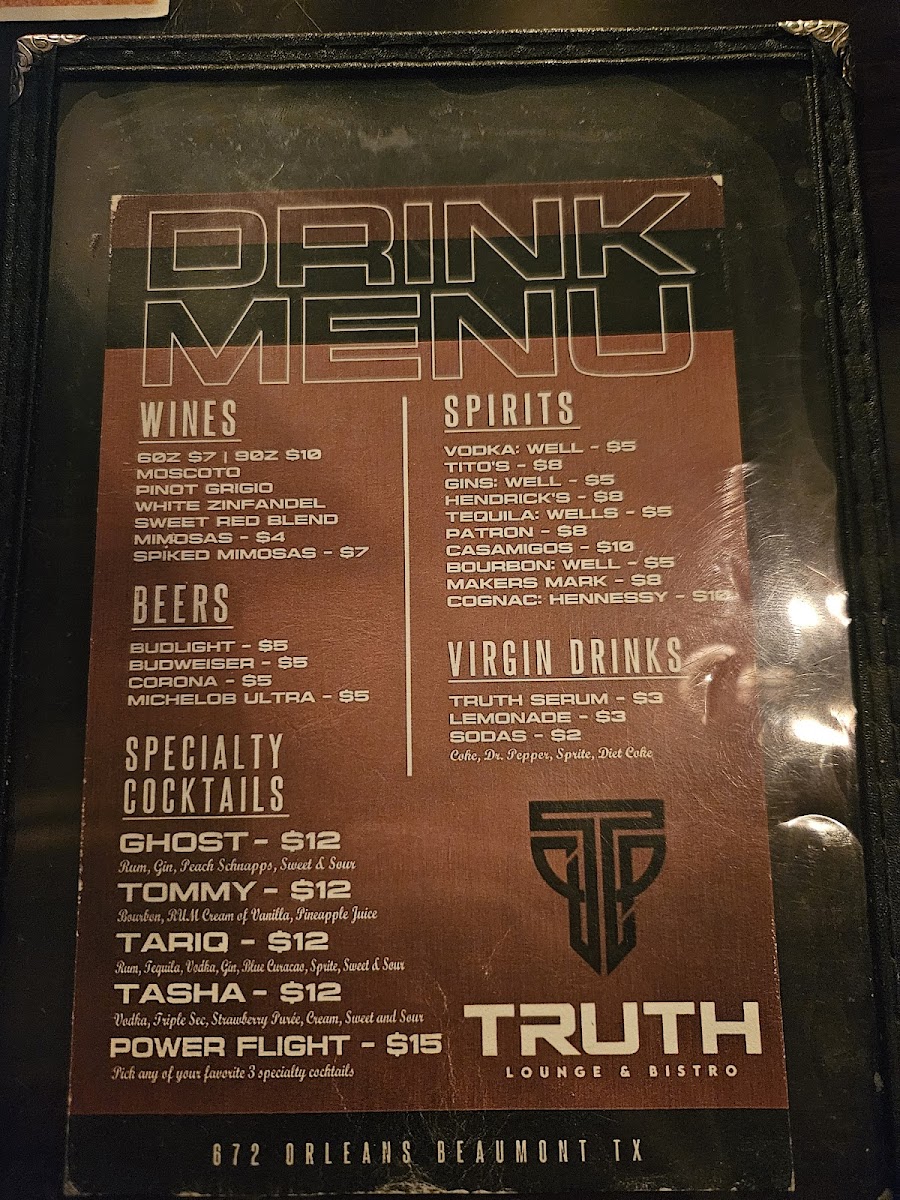 DRINK
MENU
WINES
6OZ $7 | 9OZ $10
MOSCOTO
PINOT GRIGIO
WHITE ZINFANDEL
SWEET RED BLEND
MIMOSAS - $4
SPIKED MIMOSAS - $7
BEERS
BUDLIGHT - $5
BUDWEISER - $5
CORONA - $5
MICHELOB ULTRA - $5
SPECIALTY
COCKTAILS
GHOST - $12
Rum, Gin, Peach Schnapps, Sweet & Sour
TOMMY - $12
Bourbon, RUM Cream of Vanilla, Pineapple Juice
TARIQ - $12
Rum, Tequila, Vodka, Gin, Blue Curacao, Sprite, Sweet & Sour
TASHA - $12
Vodka, Triple Sec, Strawberry Purée, Cream, Sweet and Sour
POWER FLIGHT - $15
Pick any of your favorite 3 specialty cocktails
SPIRITS
VODKA: WELL - $5
TITO'S - $8
GINS: WELL - $5
HENDRICK'S - $8
TEQUILA: WELLS - $5
PATRON - $8
CASAMIGOS - $10
BOURBON: WELL - $5
MAKERS MARK - $8
COGNAC: HENNESSY - $10
VIRGIN DRINKS
TRUTH SERUM - $3
LEMONADE - $3
SODAS - $2
Coke, Dr. Pepper, Sprite, Diet Coke
TRUTH
LOUNGE & BISTRO
672 ORLEANS BEAUMONT TX